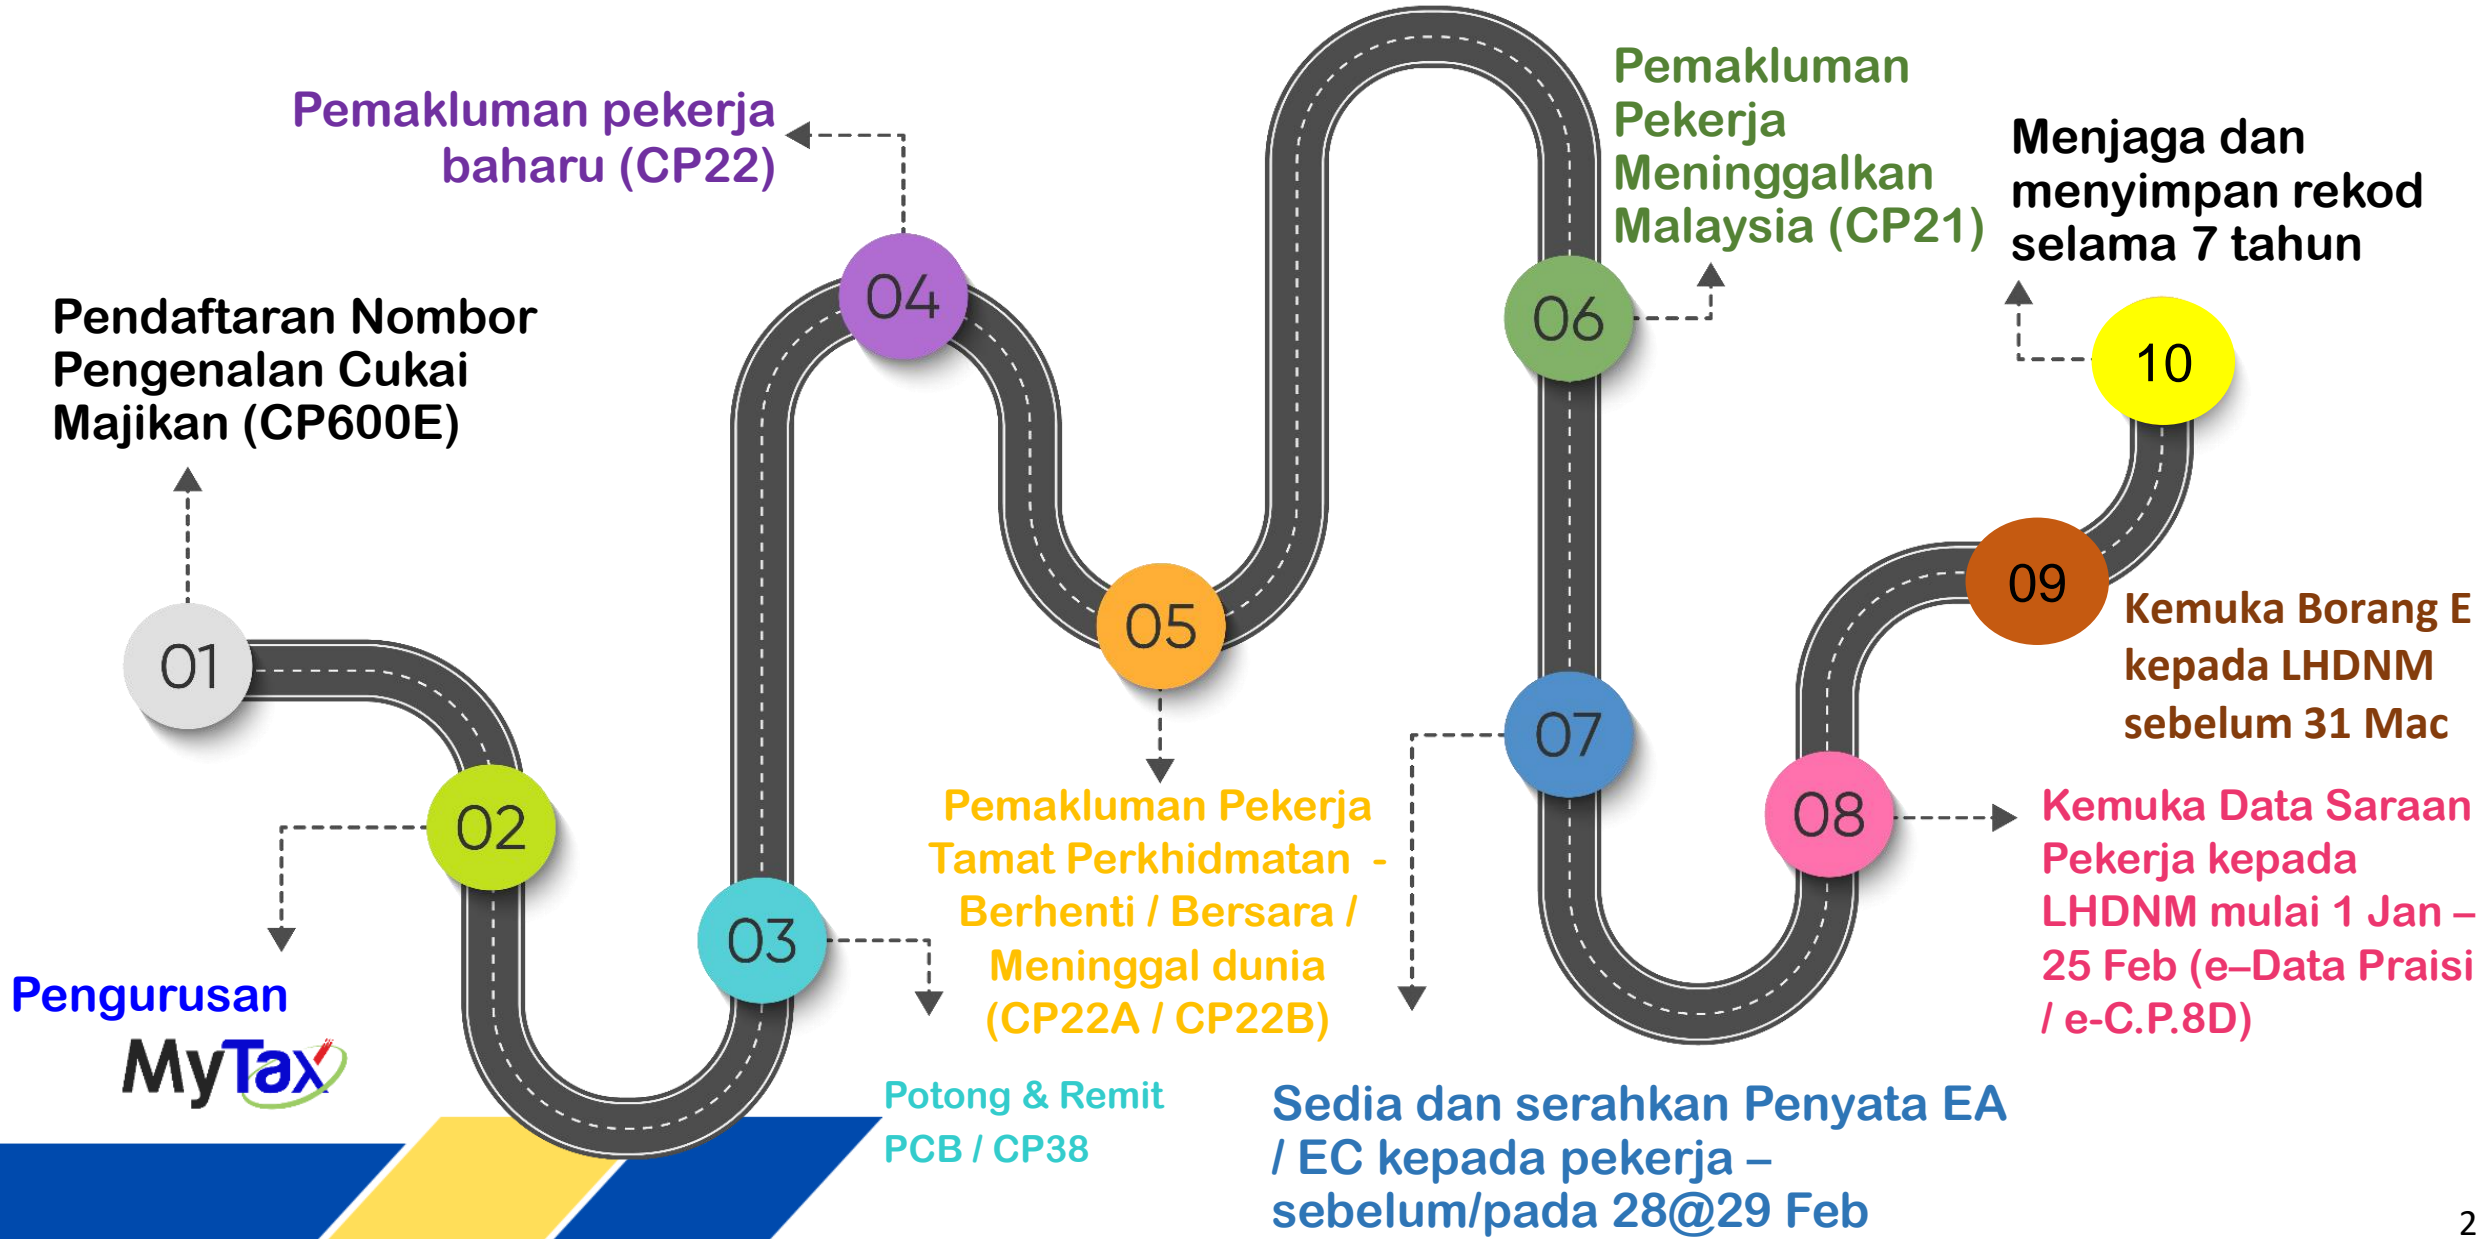 01
Pendaftaran Nombor
Pengenalan Cukai
Majikan (CP600E)
02
Pengurusan
MyTax
03
Potong & Remit
PCB / CP38
04
Pemakluman pekerja
baharu (CP22)
05
Pemakluman Pekerja
Tamat Perkhidmatan -
Berhenti / Bersara /
Meninggal dunia
(CP22A / CP22B)
06
Pemakluman
Pekerja
Meninggalkan
Malaysia (CP21)
07
Sedia dan serahkan Penyata EA
/ EC kepada pekerja –
sebelum/pada 28@29 Feb
08
Kemuka Data Saraan
Pekerja kepada
LHDNM mulai 1 Jan –
25 Feb (e–Data Praisi
/ e-C.P.8D)
09
Kemuka Borang E
kepada LHDNM
sebelum 31 Mac
10
Menjaga dan
menyimpan rekod
selama 7 tahun
2